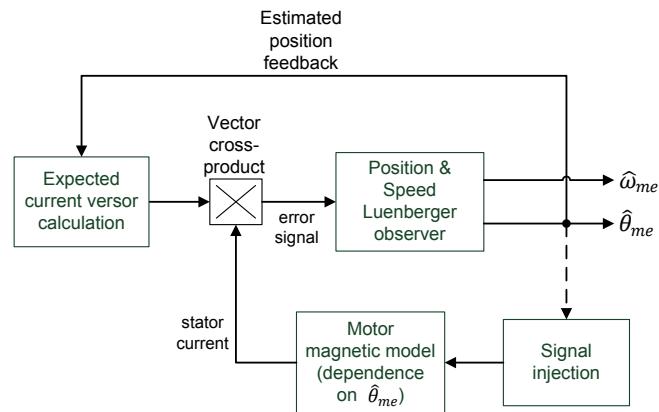 Estimated
position
feedback
Vector
cross-
product
Expected
current versor
calculation
error
signal
Position &
Speed
Luenberger
observer
ω̂me
θ̂me
stator
current
Motor
magnetic model
(dependence
on θ̂me)
Signal
injection